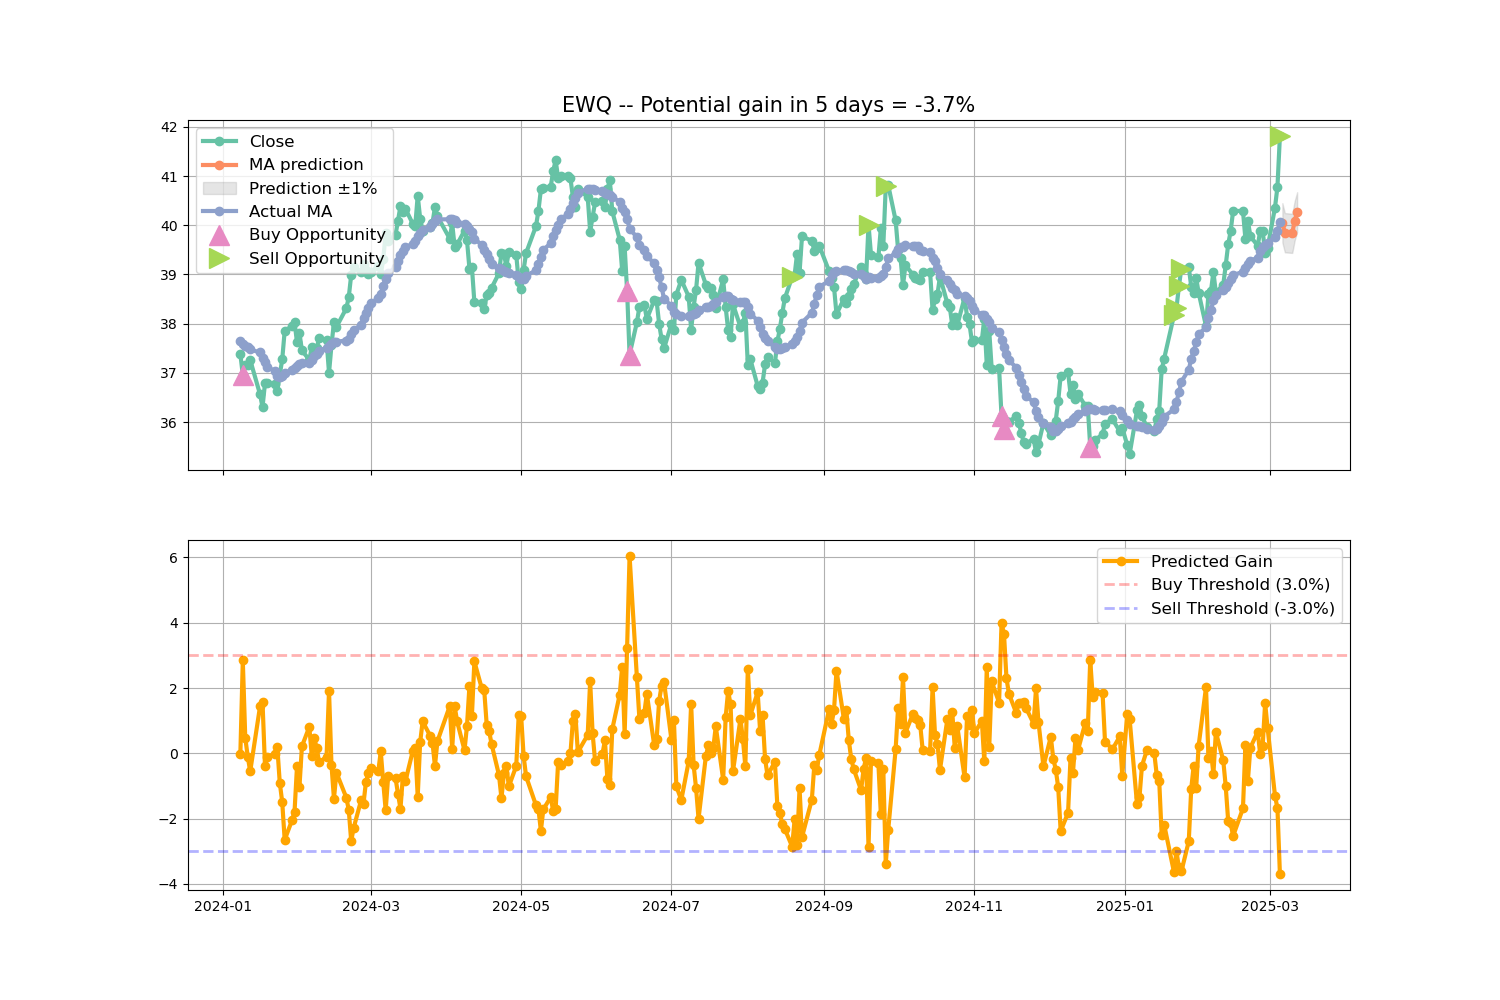 EWQ -- Potential gain in 5 days = -3.7%
42
41
40
39
38
37
36
Close
MA prediction
Prediction ±1%
Actual MA
Buy Opportunity
Sell Opportunity
6
4
2
0
−2
−4
Predicted Gain
Buy Threshold (3.0%)
Sell Threshold (-3.0%)
2024-01 2024-03 2024-05 2024-07 2024-09 2024-11 2025-01 2025-03